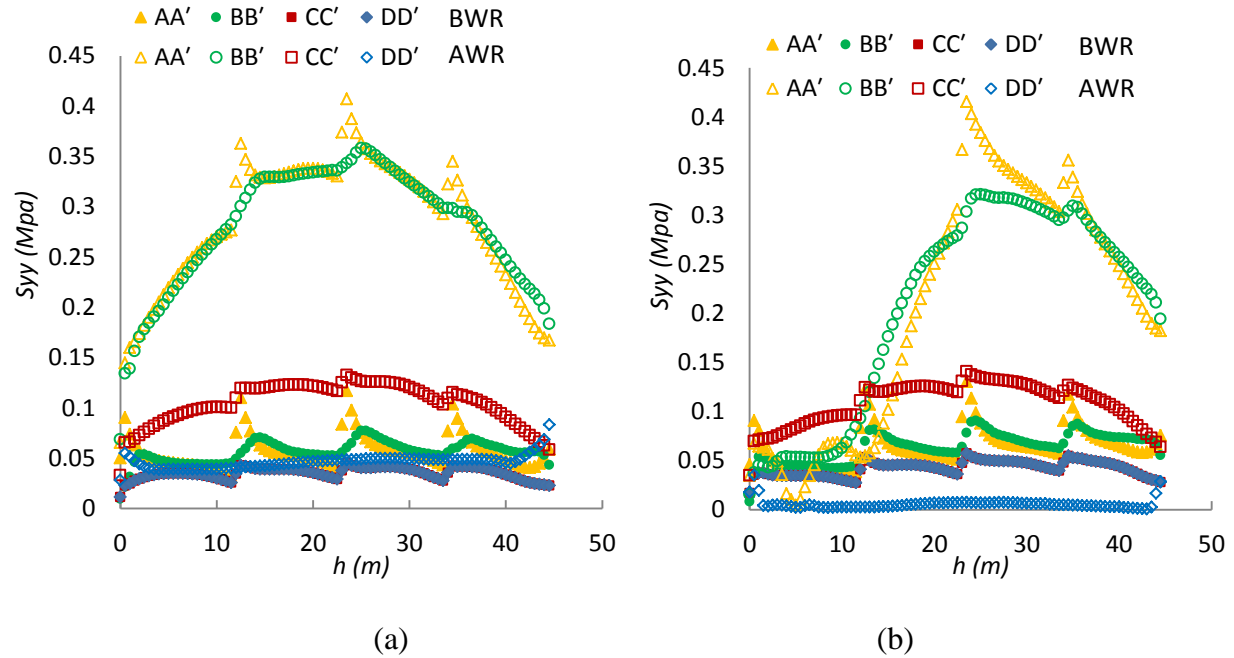 AA′ BB′ CC′ DD′ BWR
AA′ BB′ CC′ DD′ AWR
0.45
0.4
0.35
0.3
0.25
0.2
0.15
0.1
0.05
0
Syy (Mpa)
0 10 20 30 40 50
h (m)
(a)
AA′ BB′ CC′ DD′ BWR
AA′ BB′ CC′ DD′ AWR
0.45
0.4
0.35
0.3
0.25
0.2
0.15
0.1
0.05
0
Syy (Mpa)
0 10 20 30 40 50
h (m)
(b)